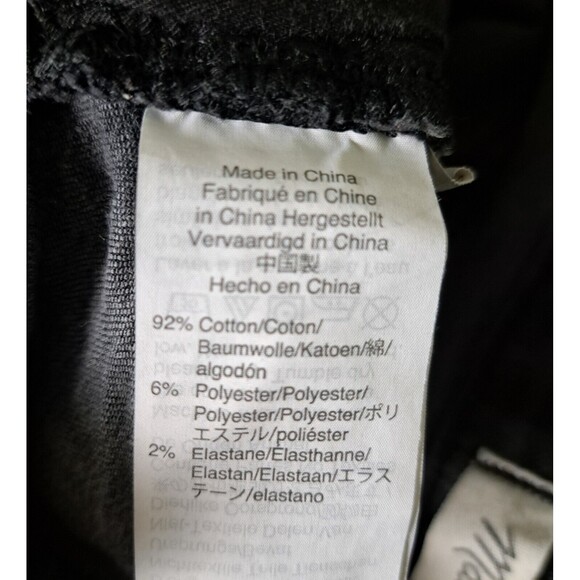 Made in China
Fabriqué en Chine
in China Hergestellt
Vervaardigd in China
中国製
Hecho en China
92% Cotton/Coton/
Baumwolle/Katoen/綿/
algodón
6% Polyester/Polyester/
Polyester/Polyester/ポリ
エステル/poliéster
2% Elastane/Elasthanne/
Elastan/Elastaan/エラス
テーン/elastano